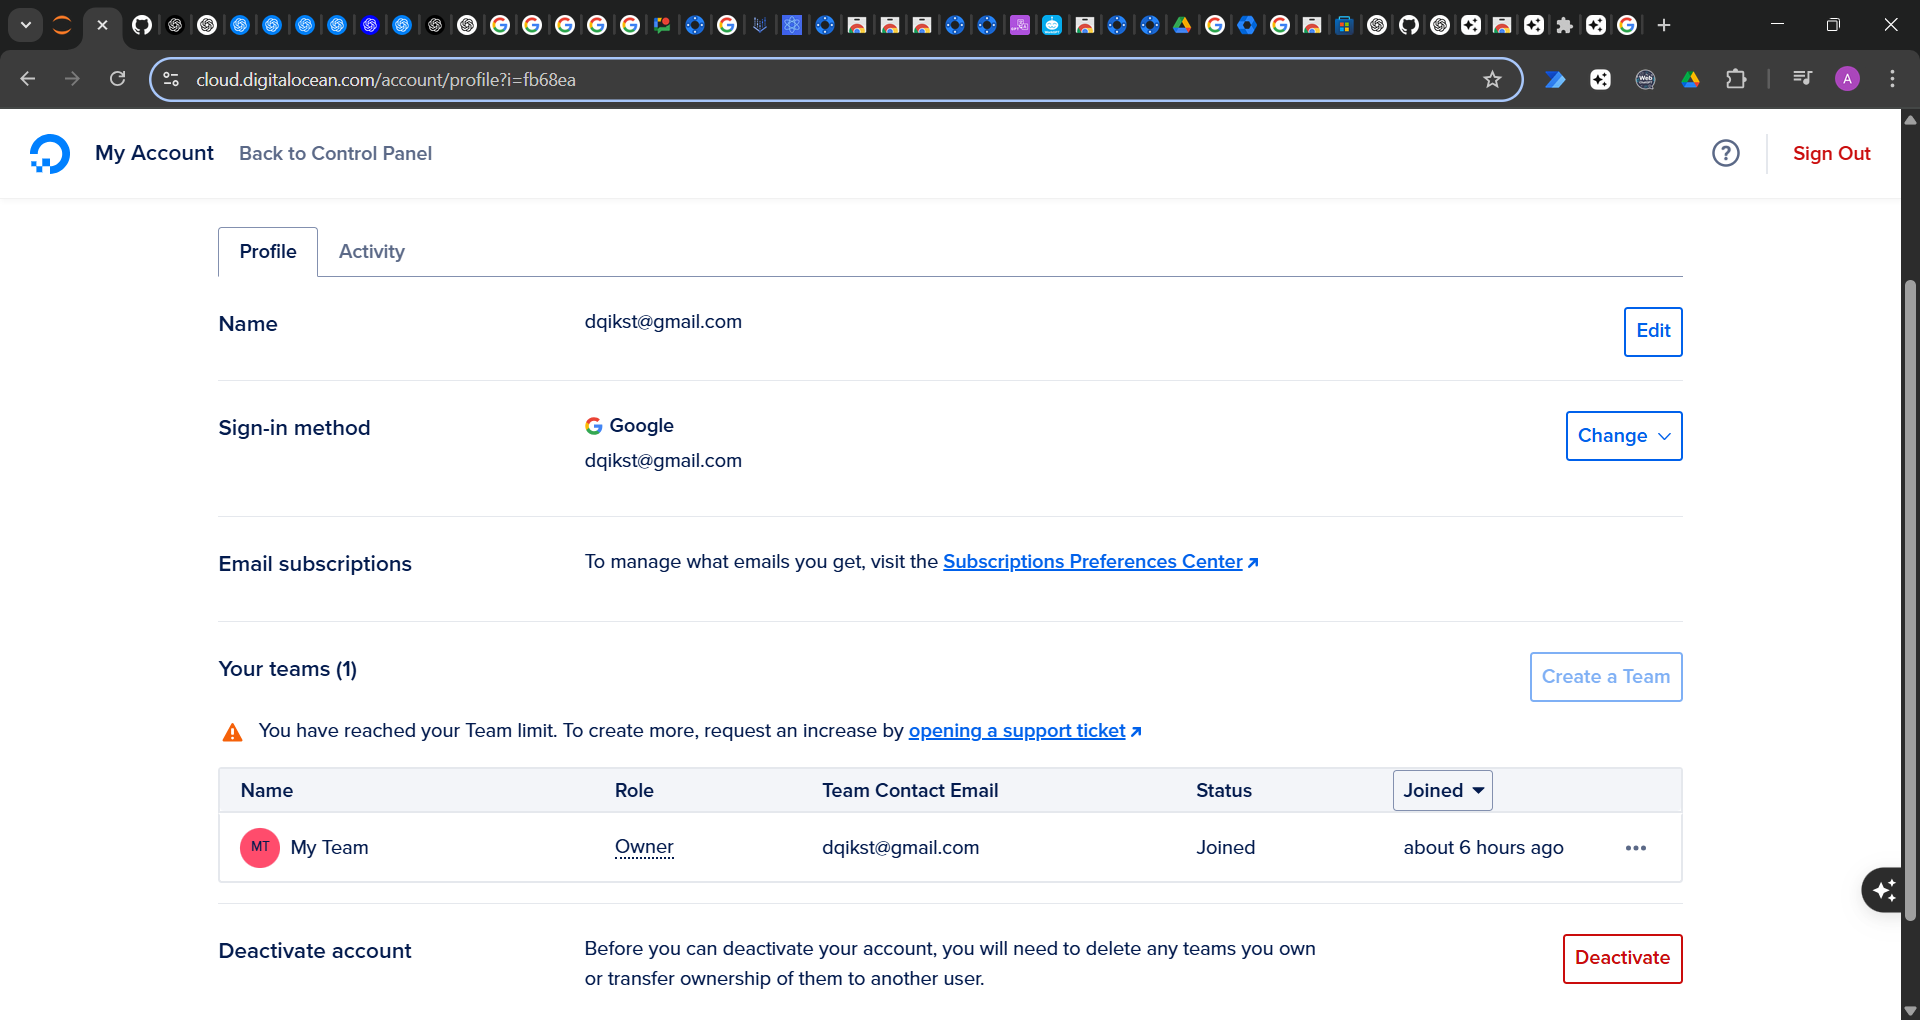 cloud.digitalocean.com/account/profile?i=fb68ea
A
My Account
Back to Control Panel
?
Sign Out
Profile
Activity
Name
dqikst@gmail.com
Edit
Sign-in method
Google
dqikst@gmail.com
Change
Email subscriptions
To manage what emails you get, visit the Subscriptions Preferences Center
Your teams (1)
Create a Team
You have reached your Team limit. To create more, request an increase by opening a support ticket
Name
Role
Team Contact Email
Status
Joined
MT
My Team
Owner
dqikst@gmail.com
Joined
about 6 hours ago
Deactivate account
Before you can deactivate your account, you will need to delete any teams you own
or transfer ownership of them to another user.
Deactivate